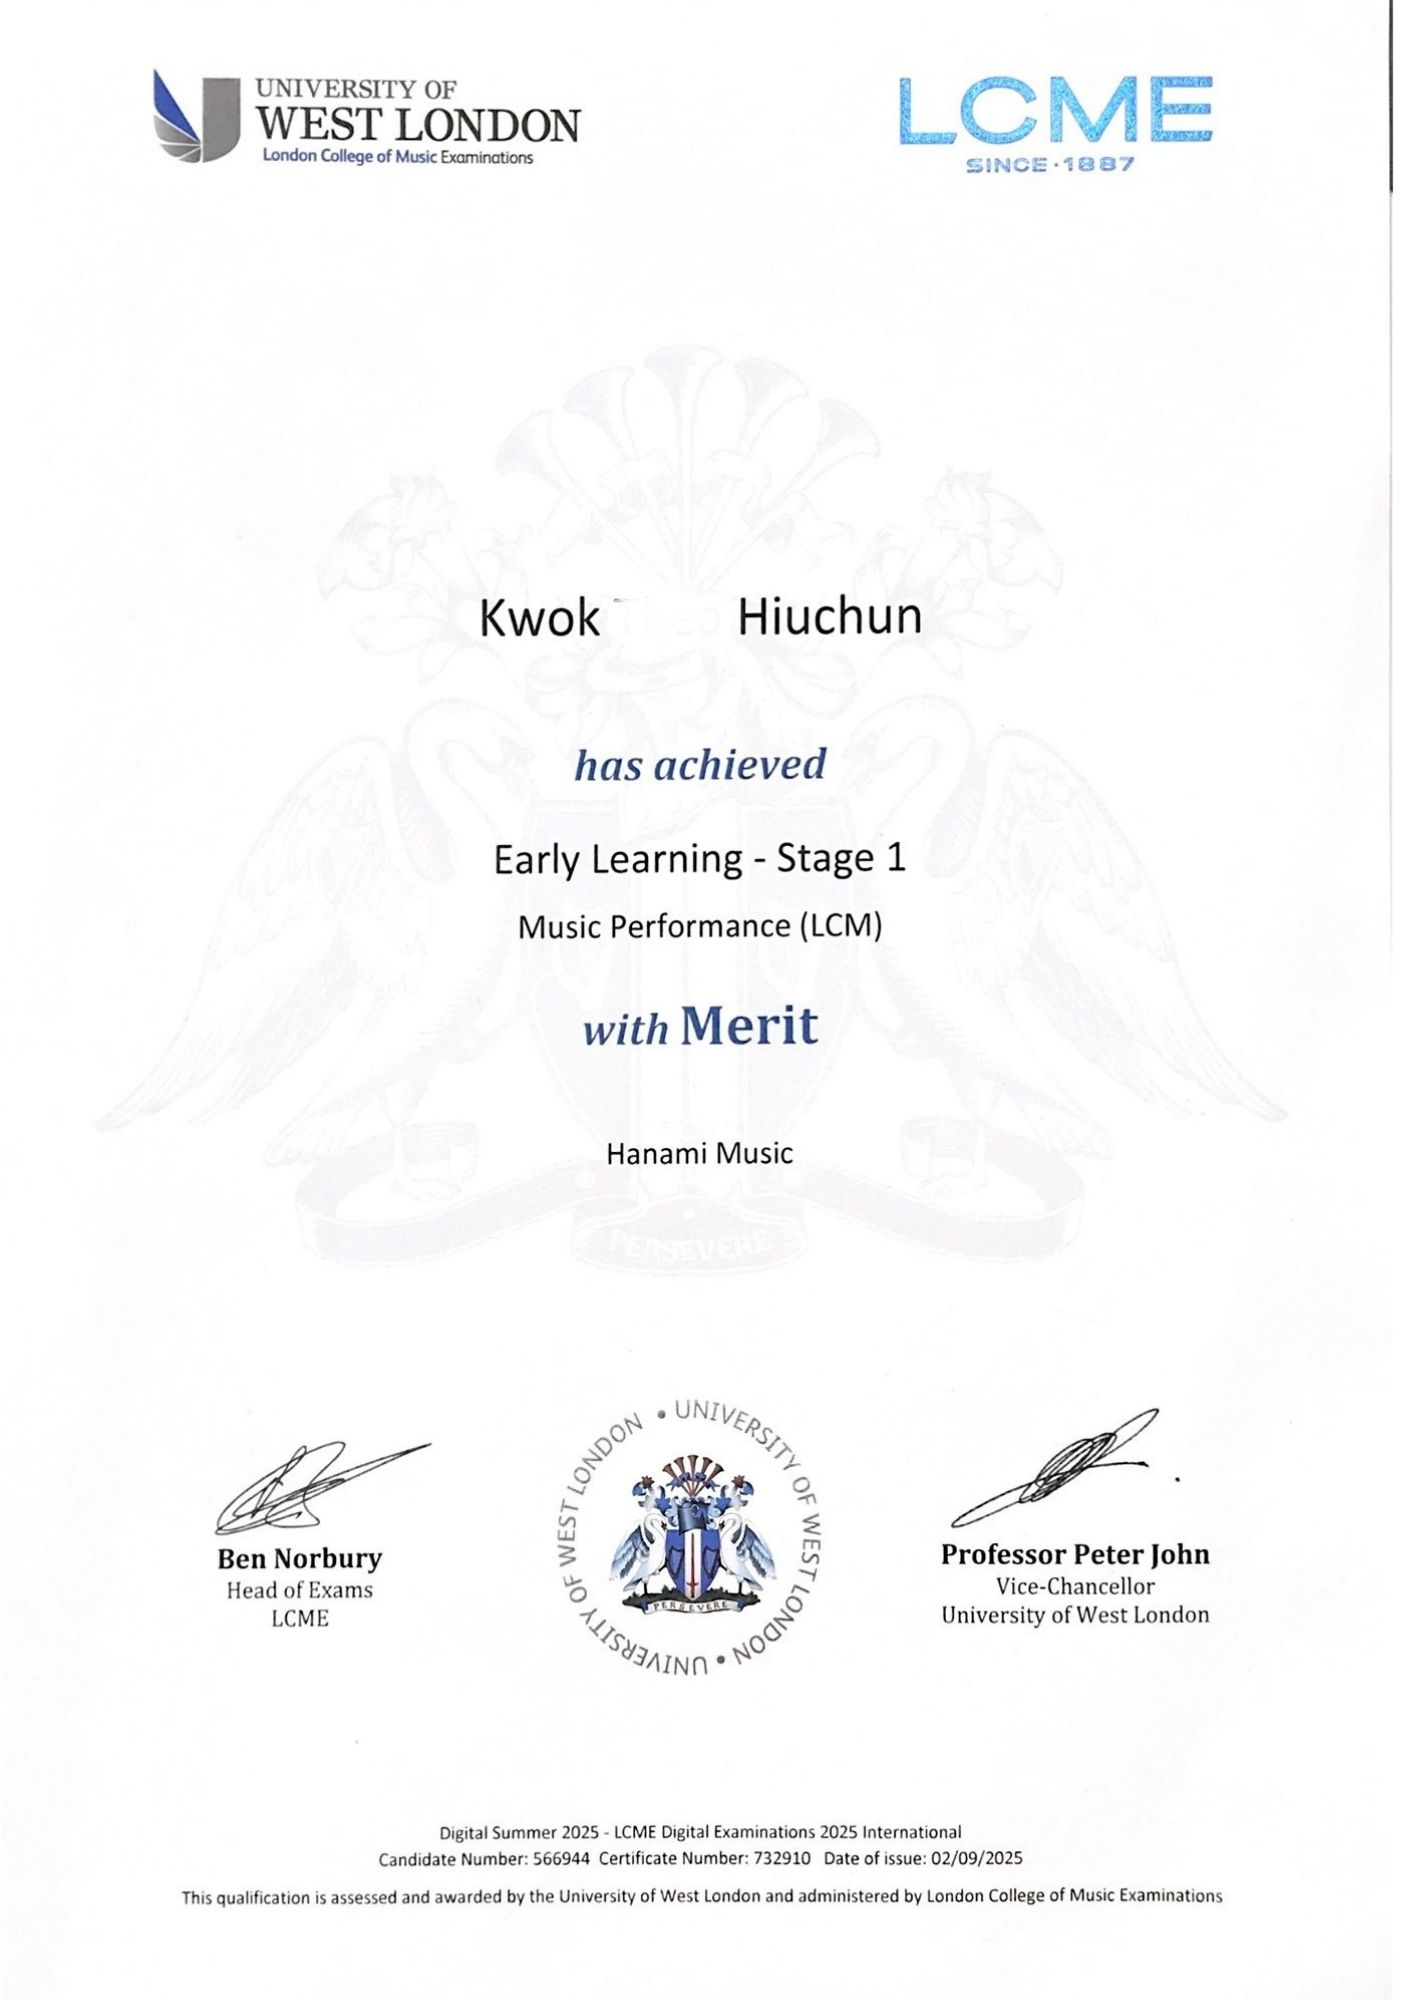 UNIVERSITY OF
WEST LONDON
London College of Music Examinations
LCME
SINCE·1887
Kwok Hiuchun
has achieved
Early Learning - Stage 1
Music Performance (LCM)
with Merit
Hanami Music
PERSEVERE
• UNIVERSITY OF WEST LONDON • UNIVERSITY OF WEST LONDON
PERSEVERE
Ben Norbury
Head of Exams
LCME
Professor Peter John
Vice-Chancellor
University of West London
Digital Summer 2025 - LCME Digital Examinations 2025 International
Candidate Number: 566944 Certificate Number: 732910 Date of issue: 02/09/2025
This qualification is assessed and awarded by the University of West London and administered by London College of Music Examinations